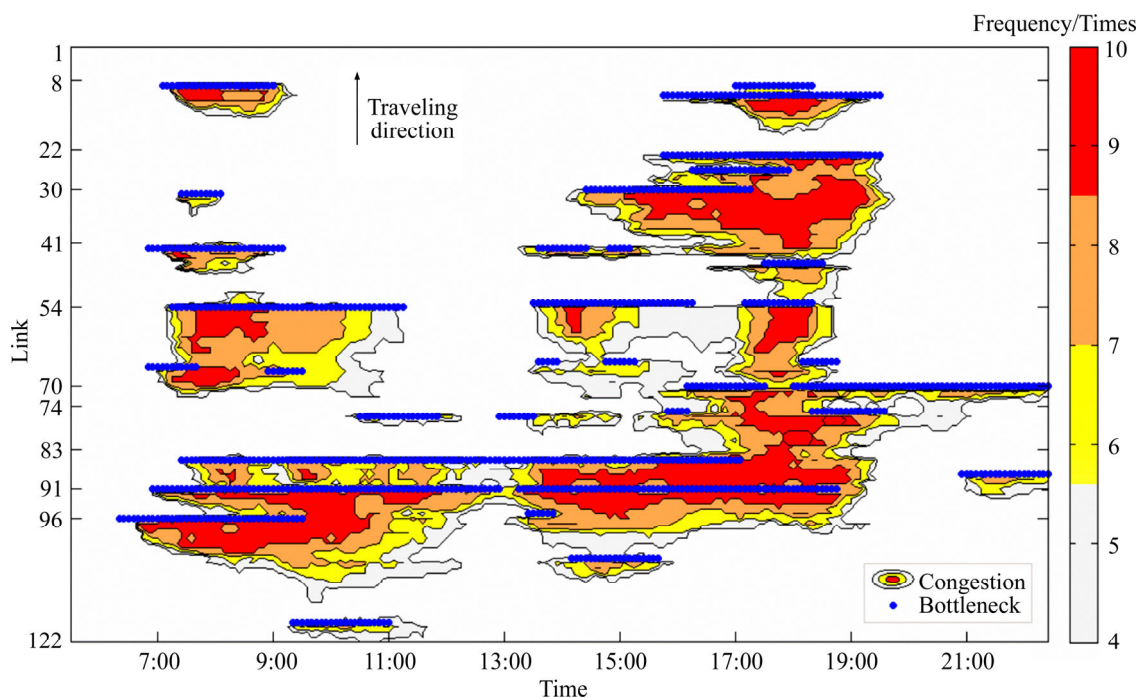 Frequency/Times
1
8
22
30
41
54
70
74
83
91
96
122
Link
Traveling
direction
10
9
8
7
6
5
4
Congestion
Bottleneck
7:00 9:00 11:00 13:00 15:00 17:00 19:00 21:00
Time